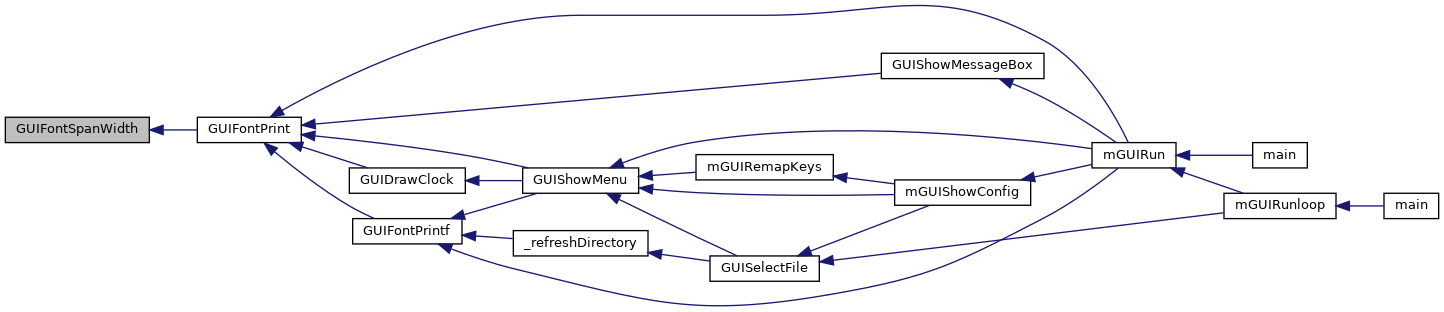 GUIFontSpanWidth
GUIFontPrint
GUIShowMessageBox
GUIDrawClock
GUIFontPrintf
GUIShowMenu
_refreshDirectory
mGUIRemapKeys
GUISelectFile
mGUIShowConfig
mGUIRun
main
mGUIRunloop
main